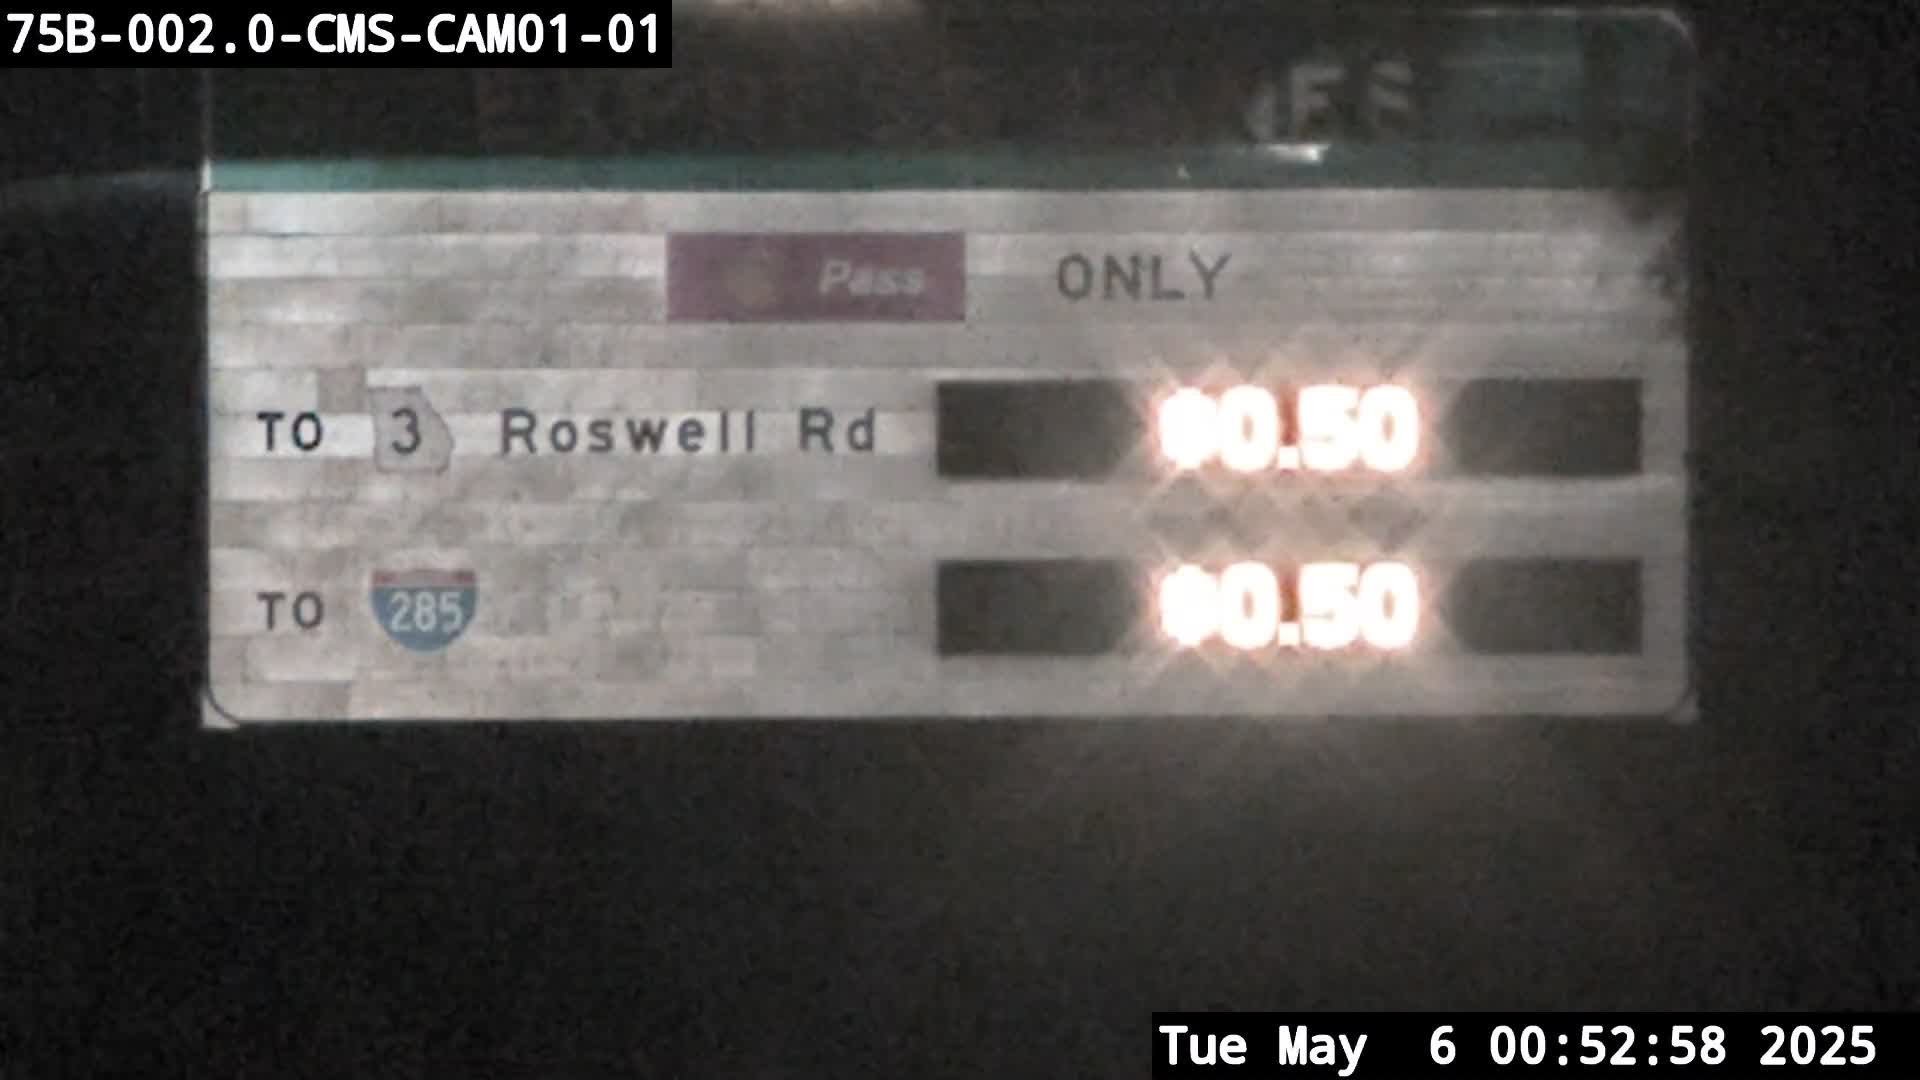 75B-002.0-CMS-CAM01-01
Pass ONLY
TO 3 Roswell Rd $0.50
TO 285 $0.50
Tue May 6 00:52:58 2025